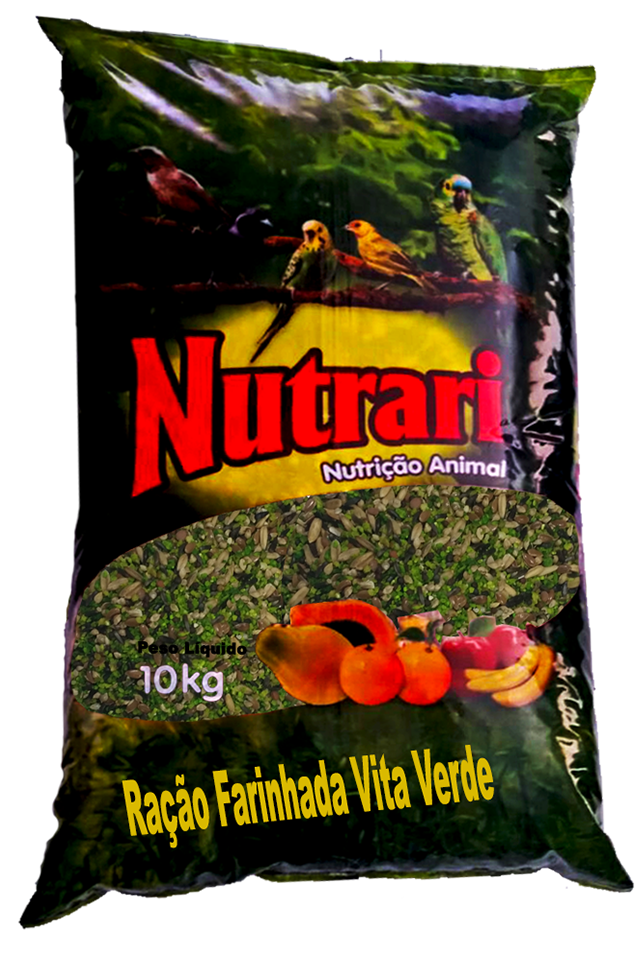 Nutrari
Nutrição Animal
Peso Líquido
10kg
Ração Farinhada Vita Verde